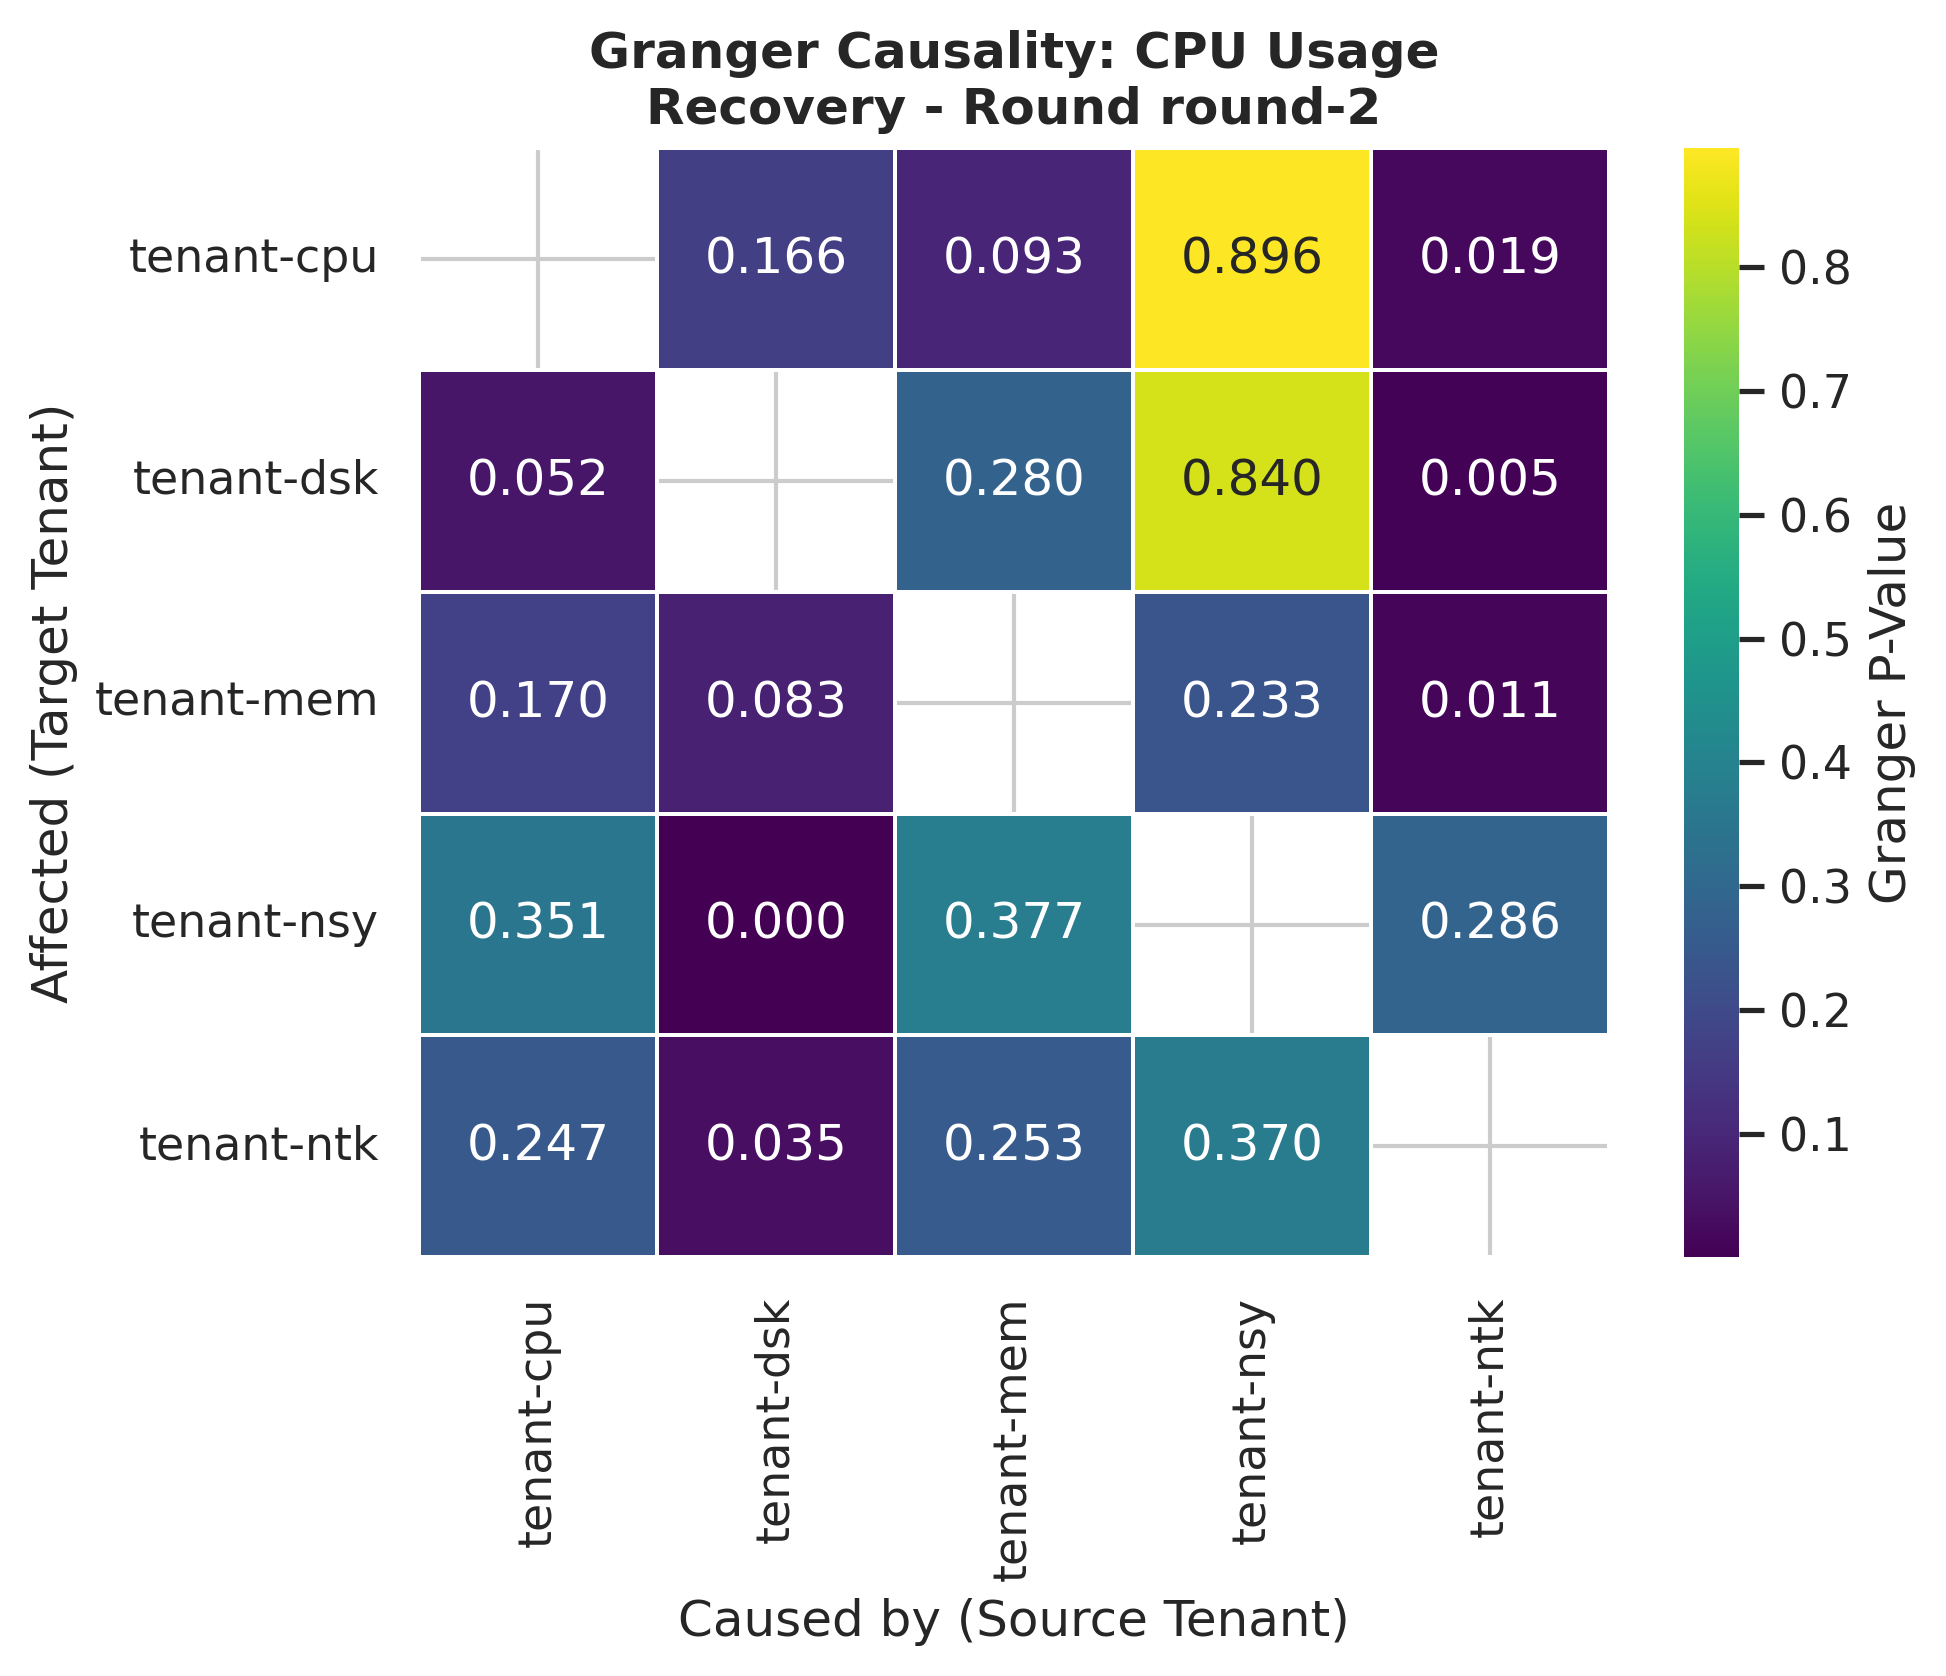 Granger Causality: CPU Usage
Recovery - Round round-2
Affected (Target Tenant)
tenant-cpu 0.166 0.093 0.896 0.019
tenant-dsk 0.052 0.280 0.840 0.005
tenant-mem 0.170 0.083 0.233 0.011
tenant-nsy 0.351 0.000 0.377 0.286
tenant-ntk 0.247 0.035 0.253 0.370
tenant-cpu
tenant-dsk
tenant-mem
tenant-nsy
tenant-ntk
Caused by (Source Tenant)
0.8
0.7
0.6
0.5
0.4
0.3
0.2
0.1
Granger P-Value